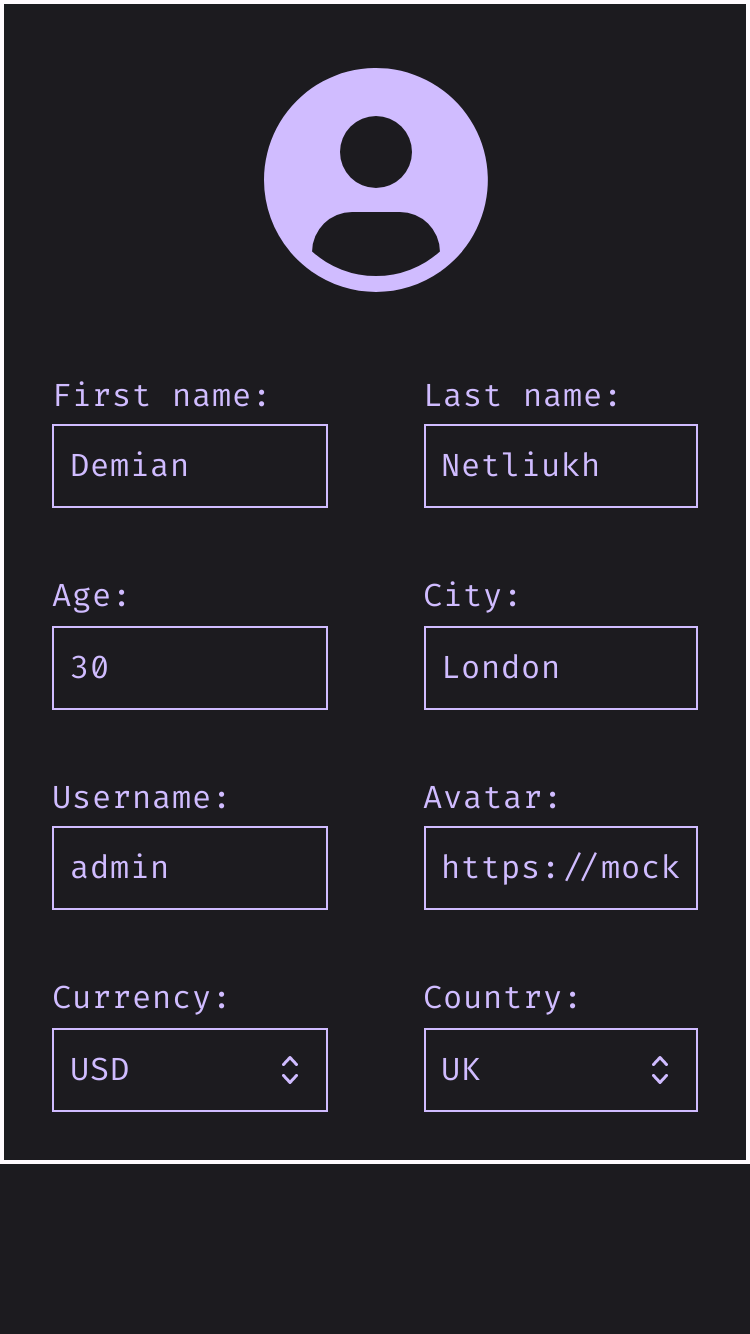 First name: Last name:
Demian Netliukh
Age: City:
30 London
Username: Avatar:
admin https://mock
Currency: Country:
USD UK